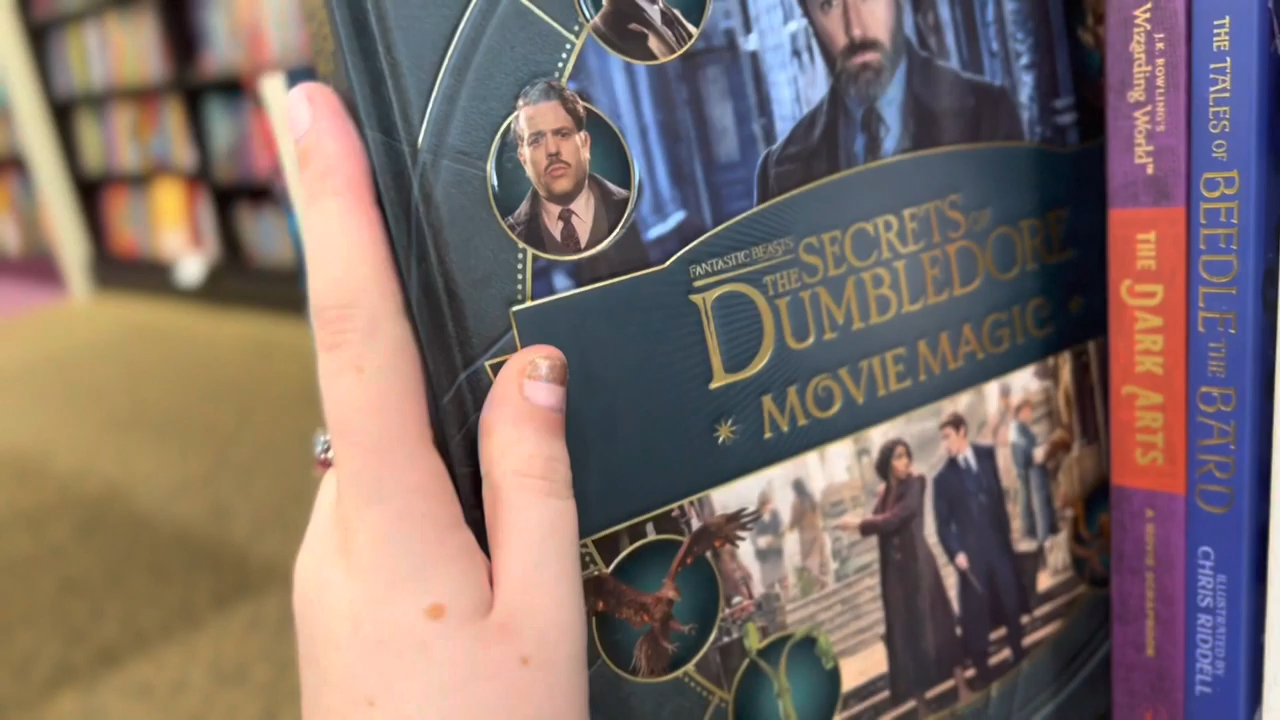 FANTASTIC BEASTS
THE SECRETS OF
DUMBLEDORE
MOVIE MAGIC
J.K. ROWLING'S
Wizarding World™
THE DARK ARTS
A MOVIE SCRAPBOOK
THE TALES OF BEEDLE THE BARD
ILLUSTRATED BY
CHRIS RIDDELL